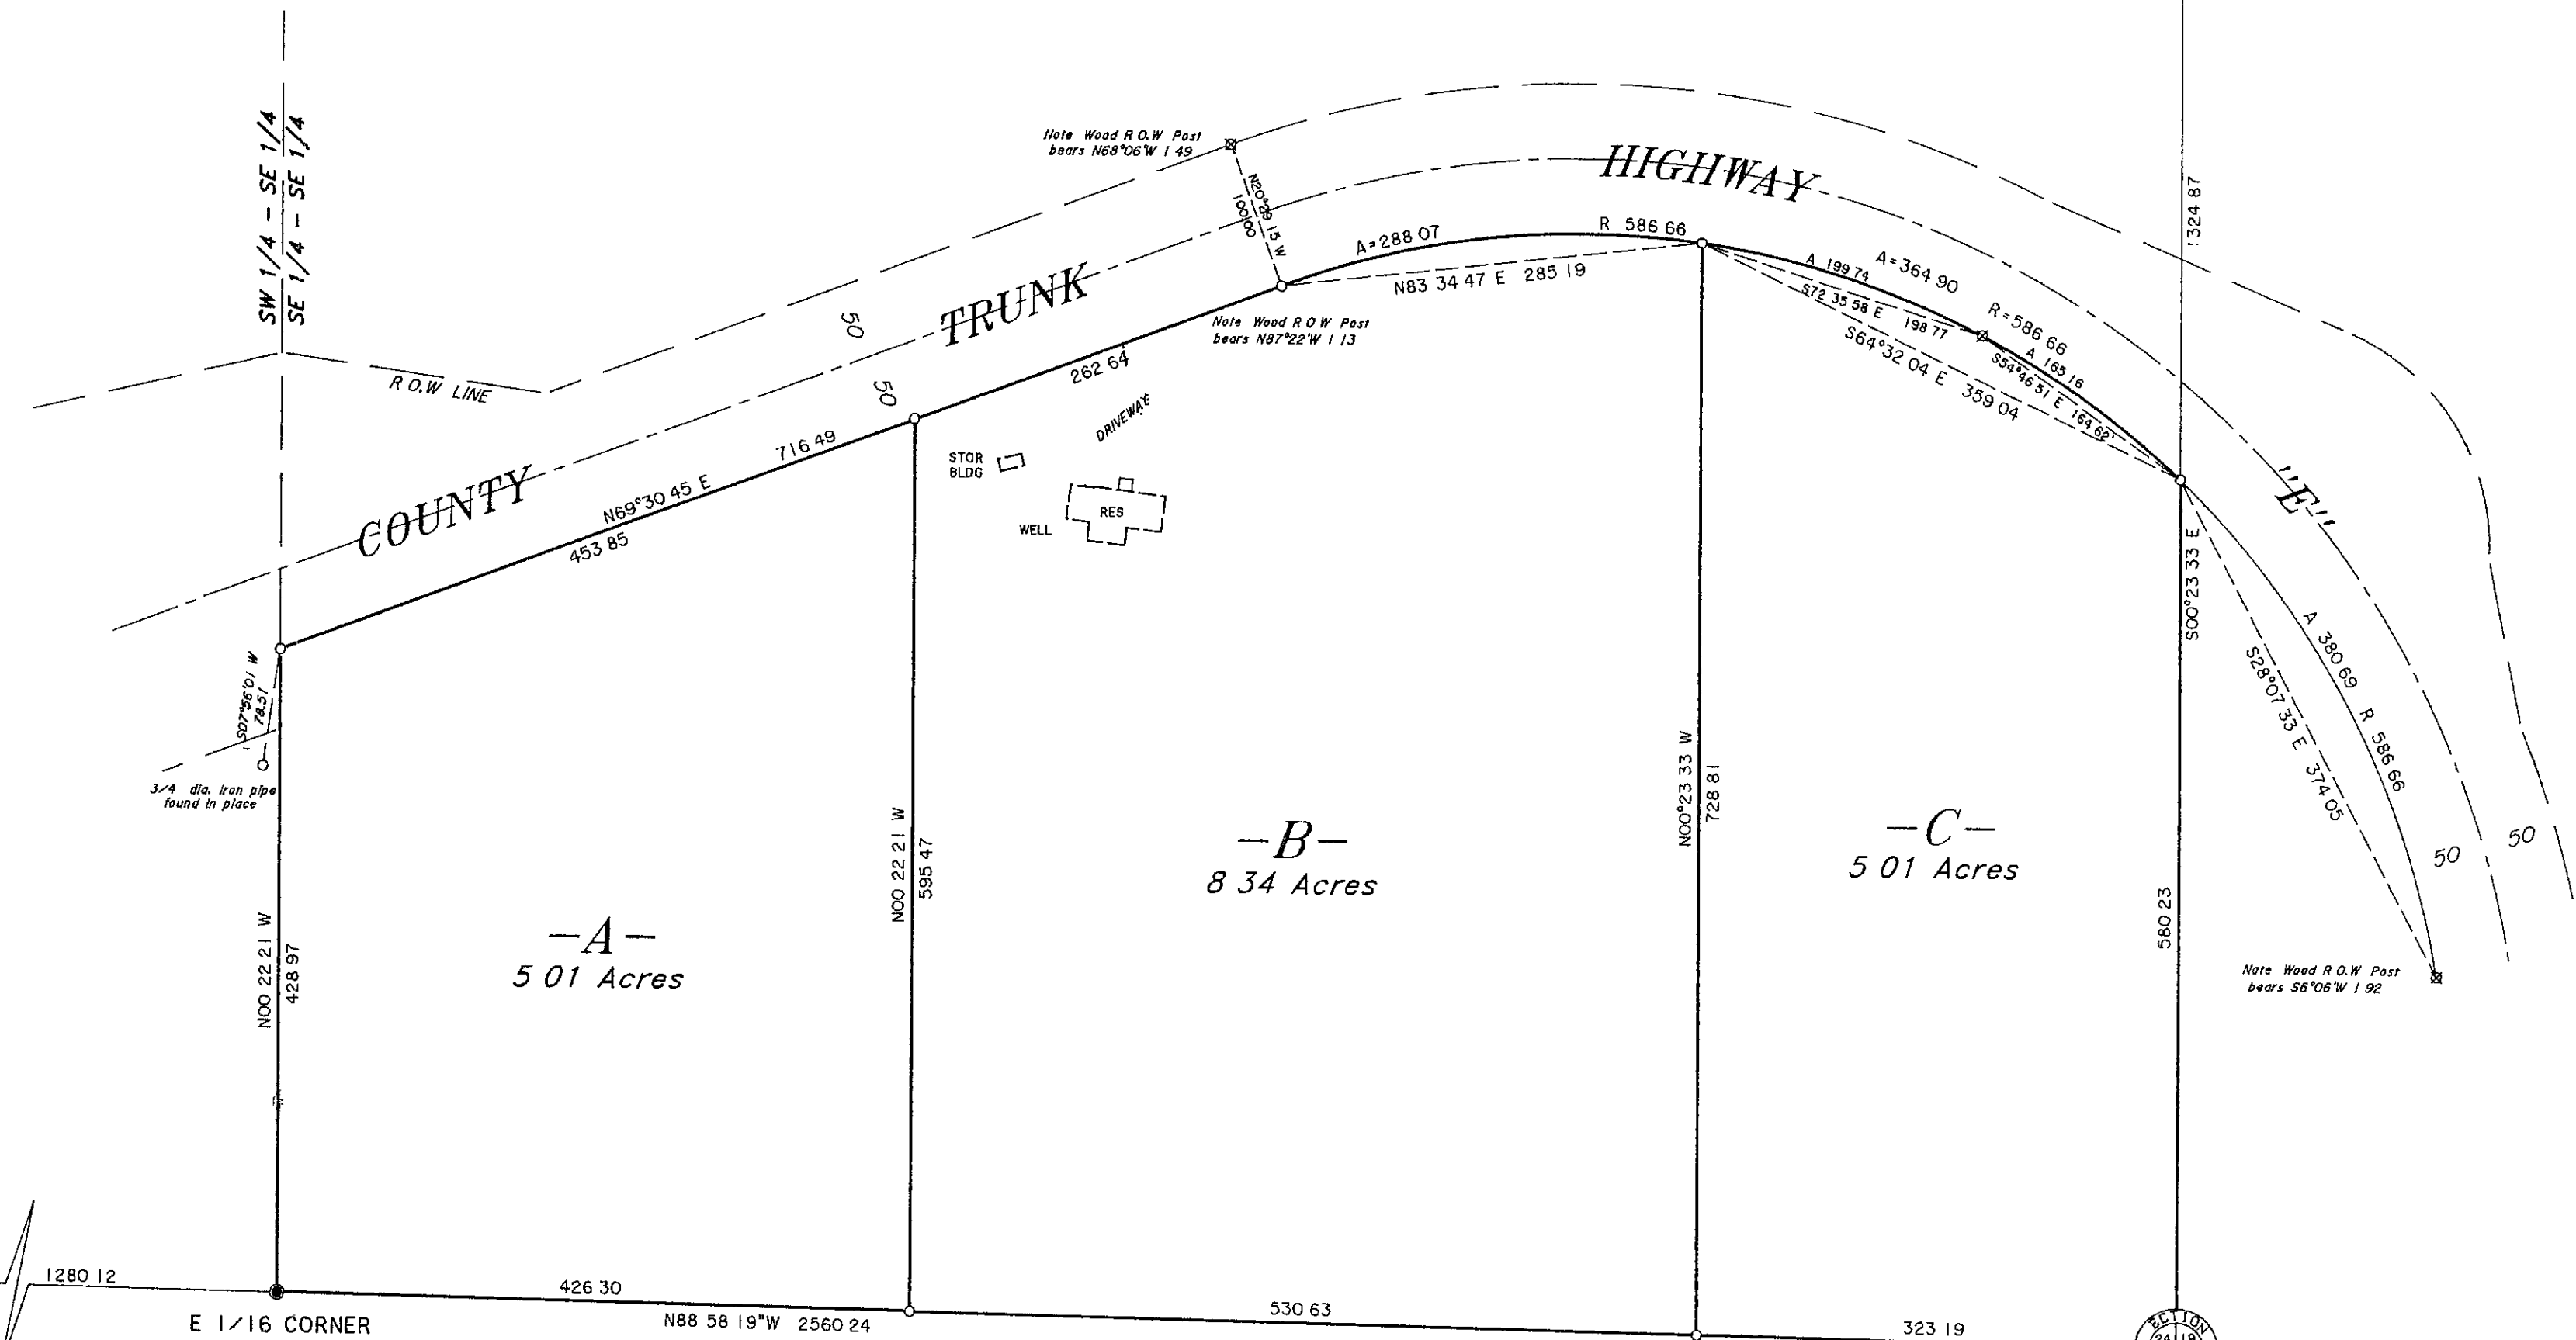 SW 1/4 - SE 1/4
SE 1/4 - SE 1/4
R O.W LINE
Note Wood R O.W Post
bears N68°06'W 1 49
N20°29 15 W
100 00
COUNTY TRUNK HIGHWAY "E"
50
50
1324 87
A=288 07
R 586 66
N83 34 47 E 285 19
Note Wood R O W Post
bears N87°22'W 1 13
A 199 74
A=364 90
R=586 66
S72 35 58 E 198 77
S64°32 04 E 359 04
A 165 16
S54°46 51 E 164 62'
262 64
716 49
N69°30 45 E
453 85
DRIVEWAY
STOR
BLDG
RES
WELL
S07°56'01 W
78.51
3/4 dia. iron pipe
found in place
S00°23 33 E
580 23
A 380 69 R 586 66
S28°07 33 E 374 05
50
50
Note Wood R O.W Post
bears S6°06'W 1 92
N00 22 21 W
428 97
-A-
5 01 Acres
N00 22 21 W
595 47
-B-
8 34 Acres
N00°23 33 W
728 81
-C-
5 01 Acres
1280 12
E 1/16 CORNER
426 30
N88 58 19"W 2560 24
530 63
323 19